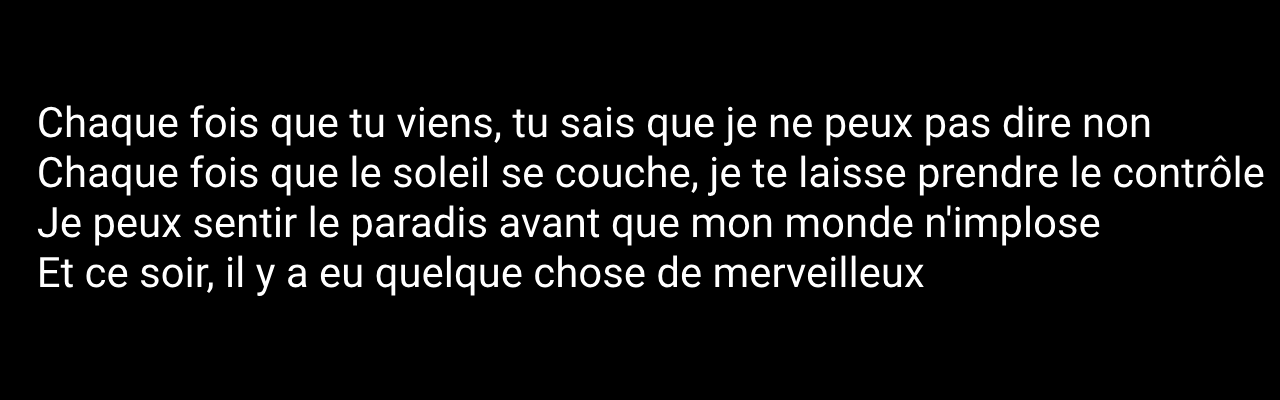 Chaque fois que tu viens, tu sais que je ne peux pas dire non
Chaque fois que le soleil se couche, je te laisse prendre le contrôle
Je peux sentir le paradis avant que mon monde n'implose
Et ce soir, il y a eu quelque chose de merveilleux